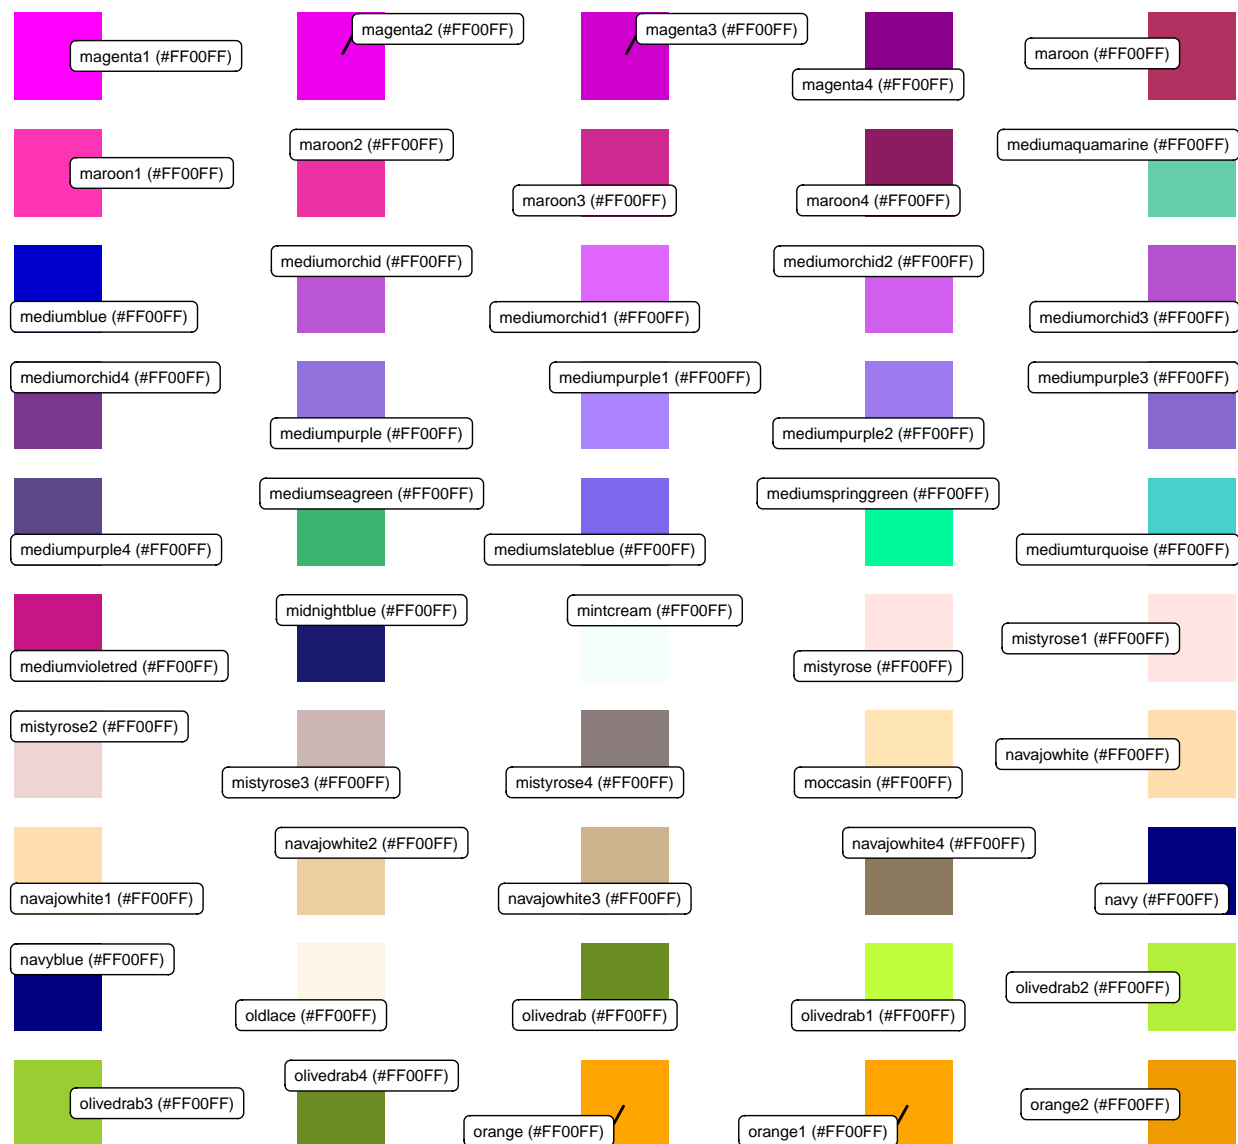 magenta1 (#FF00FF)
magenta2 (#FF00FF)
magenta3 (#FF00FF)
magenta4 (#FF00FF)
maroon (#FF00FF)
maroon1 (#FF00FF)
maroon2 (#FF00FF)
maroon3 (#FF00FF)
maroon4 (#FF00FF)
mediumaquamarine (#FF00FF)
mediumblue (#FF00FF)
mediumorchid (#FF00FF)
mediumorchid1 (#FF00FF)
mediumorchid2 (#FF00FF)
mediumorchid3 (#FF00FF)
mediumorchid4 (#FF00FF)
mediumpurple (#FF00FF)
mediumpurple1 (#FF00FF)
mediumpurple2 (#FF00FF)
mediumpurple3 (#FF00FF)
mediumpurple4 (#FF00FF)
mediumseagreen (#FF00FF)
mediumslateblue (#FF00FF)
mediumspringgreen (#FF00FF)
mediumturquoise (#FF00FF)
mediumvioletred (#FF00FF)
midnightblue (#FF00FF)
mintcream (#FF00FF)
mistyrose (#FF00FF)
mistyrose1 (#FF00FF)
mistyrose2 (#FF00FF)
mistyrose3 (#FF00FF)
mistyrose4 (#FF00FF)
moccasin (#FF00FF)
navajowhite (#FF00FF)
navajowhite1 (#FF00FF)
navajowhite2 (#FF00FF)
navajowhite3 (#FF00FF)
navajowhite4 (#FF00FF)
navy (#FF00FF)
navyblue (#FF00FF)
oldlace (#FF00FF)
olivedrab (#FF00FF)
olivedrab1 (#FF00FF)
olivedrab2 (#FF00FF)
olivedrab3 (#FF00FF)
olivedrab4 (#FF00FF)
orange (#FF00FF)
orange1 (#FF00FF)
orange2 (#FF00FF)